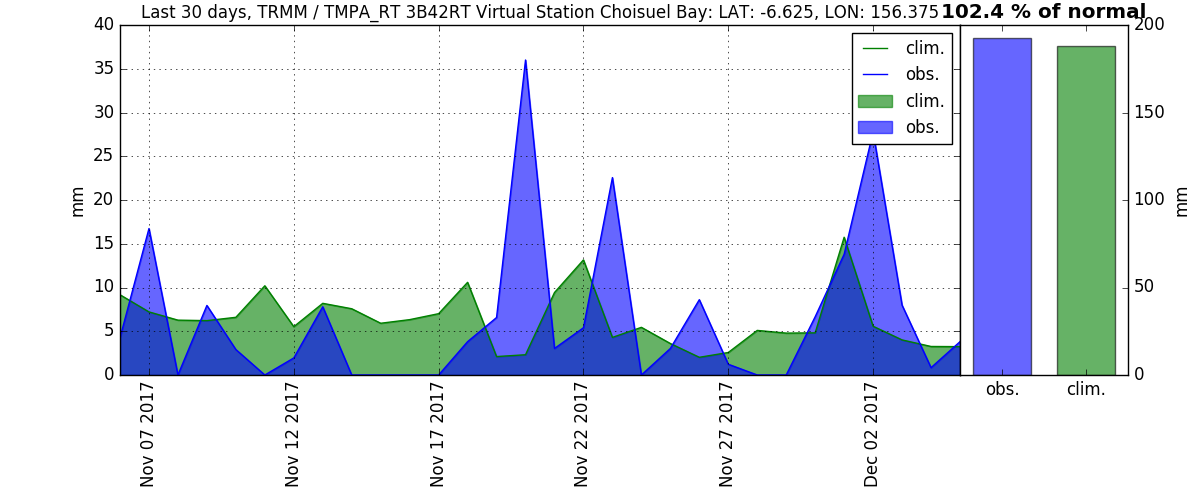 Last 30 days, TRMM / TMPA_RT 3B42RT Virtual Station Choisuel Bay: LAT: -6.625, LON: 156.375
102.4 % of normal
40
35
30
25
20
15
10
5
0
mm
clim.
obs.
clim.
obs.
Nov 07 2017
Nov 12 2017
Nov 17 2017
Nov 22 2017
Nov 27 2017
Dec 02 2017
200
150
100
50
0
mm
obs.
clim.